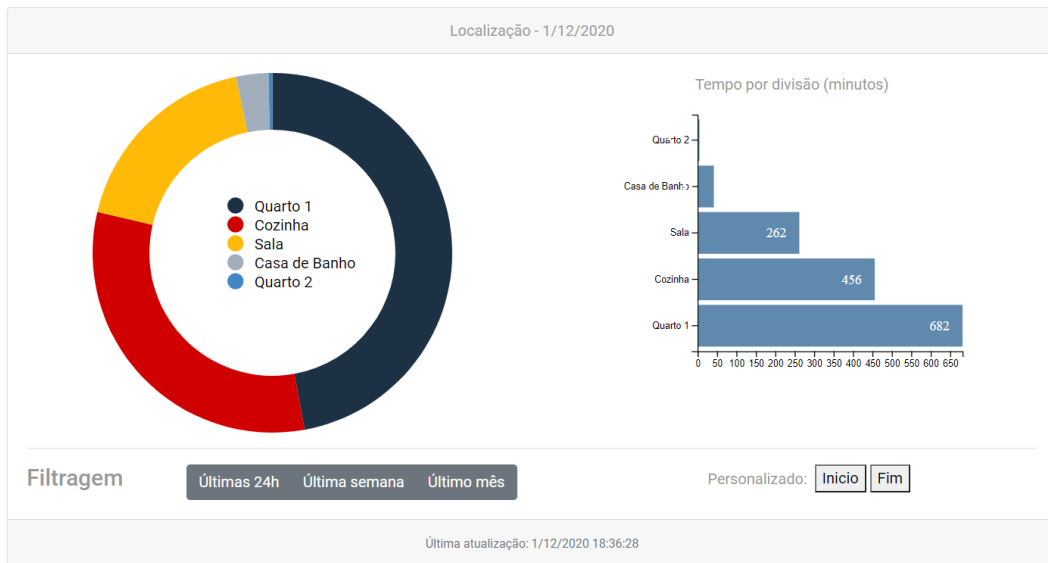 Localização - 1/12/2020
Quarto 1
Cozinha
Sala
Casa de Banho
Quarto 2
Tempo por divisão (minutos)
Quarto 2
Casa de Banho
Sala
262
Cozinha
456
Quarto 1
682
0 50 100 150 200 250 300 350 400 450 500 550 600 650
Filtragem
Últimas 24h Última semana Último mês
Personalizado: Inicio Fim
Última atualização: 1/12/2020 18:36:28